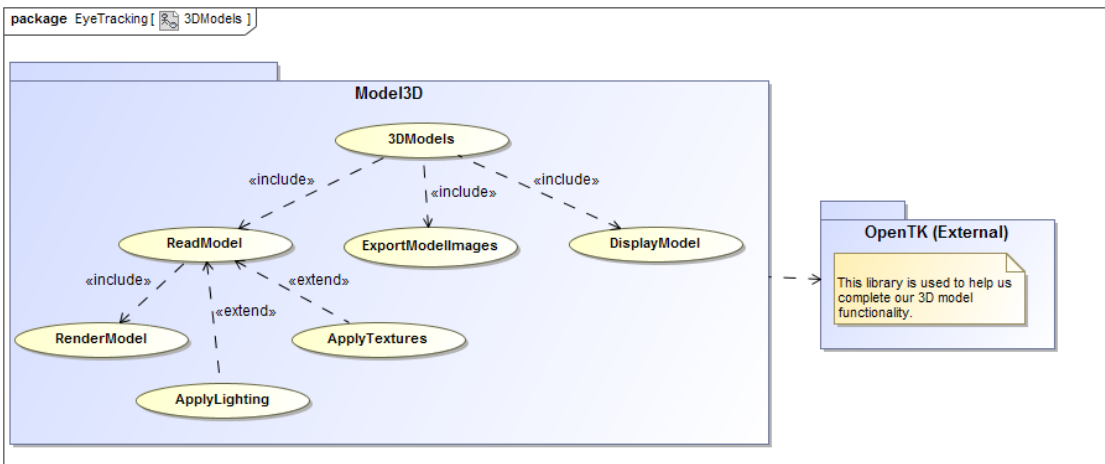 package EyeTracking [ 3DModels ]
Model3D
3DModels
«include»
«include»
«include»
ReadModel
ExportModelImages
DisplayModel
OpenTK (External)
This library is used to help us
complete our 3D model
functionality.
«include»
«extend»
«extend»
RenderModel
ApplyTextures
ApplyLighting